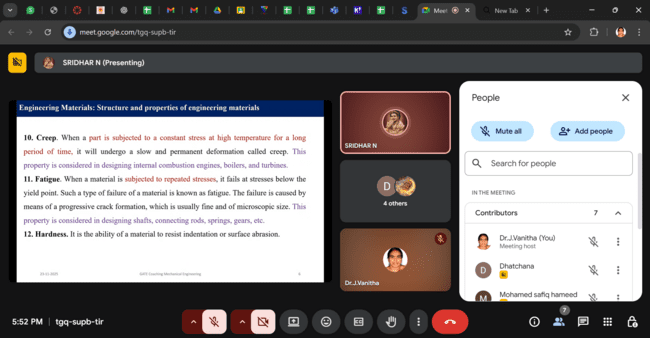 Meet
New Tab
meet.google.com/tgq-supb-tir
SRIDHAR N (Presenting)
Engineering Materials: Structure and properties of engineering materials
10. Creep. When a part is subjected to a constant stress at high temperature for a long
period of time, it will undergo a slow and permanent deformation called creep. This
property is considered in designing internal combustion engines, boilers, and turbines.
11. Fatigue. When a material is subjected to repeated stresses, it fails at stresses below the
yield point. Such a type of failure of a material is known as fatigue. The failure is caused by
means of a progressive crack formation, which is usually fine and of microscopic size. This
property is considered in designing shafts, connecting rods, springs, gears, etc.
12. Hardness. It is the ability of a material to resist indentation or surface abrasion.
SRIDHAR N
D
4 others
Dr.J.Vanitha
People
Mute all
Add people
Search for people
IN THE MEETING
Contributors
7
Dr.J.Vanitha (You)
Meeting host
D
Dhatchana
M
Mohamed safiq hameed
5:52 PM
tgq-supb-tir
7